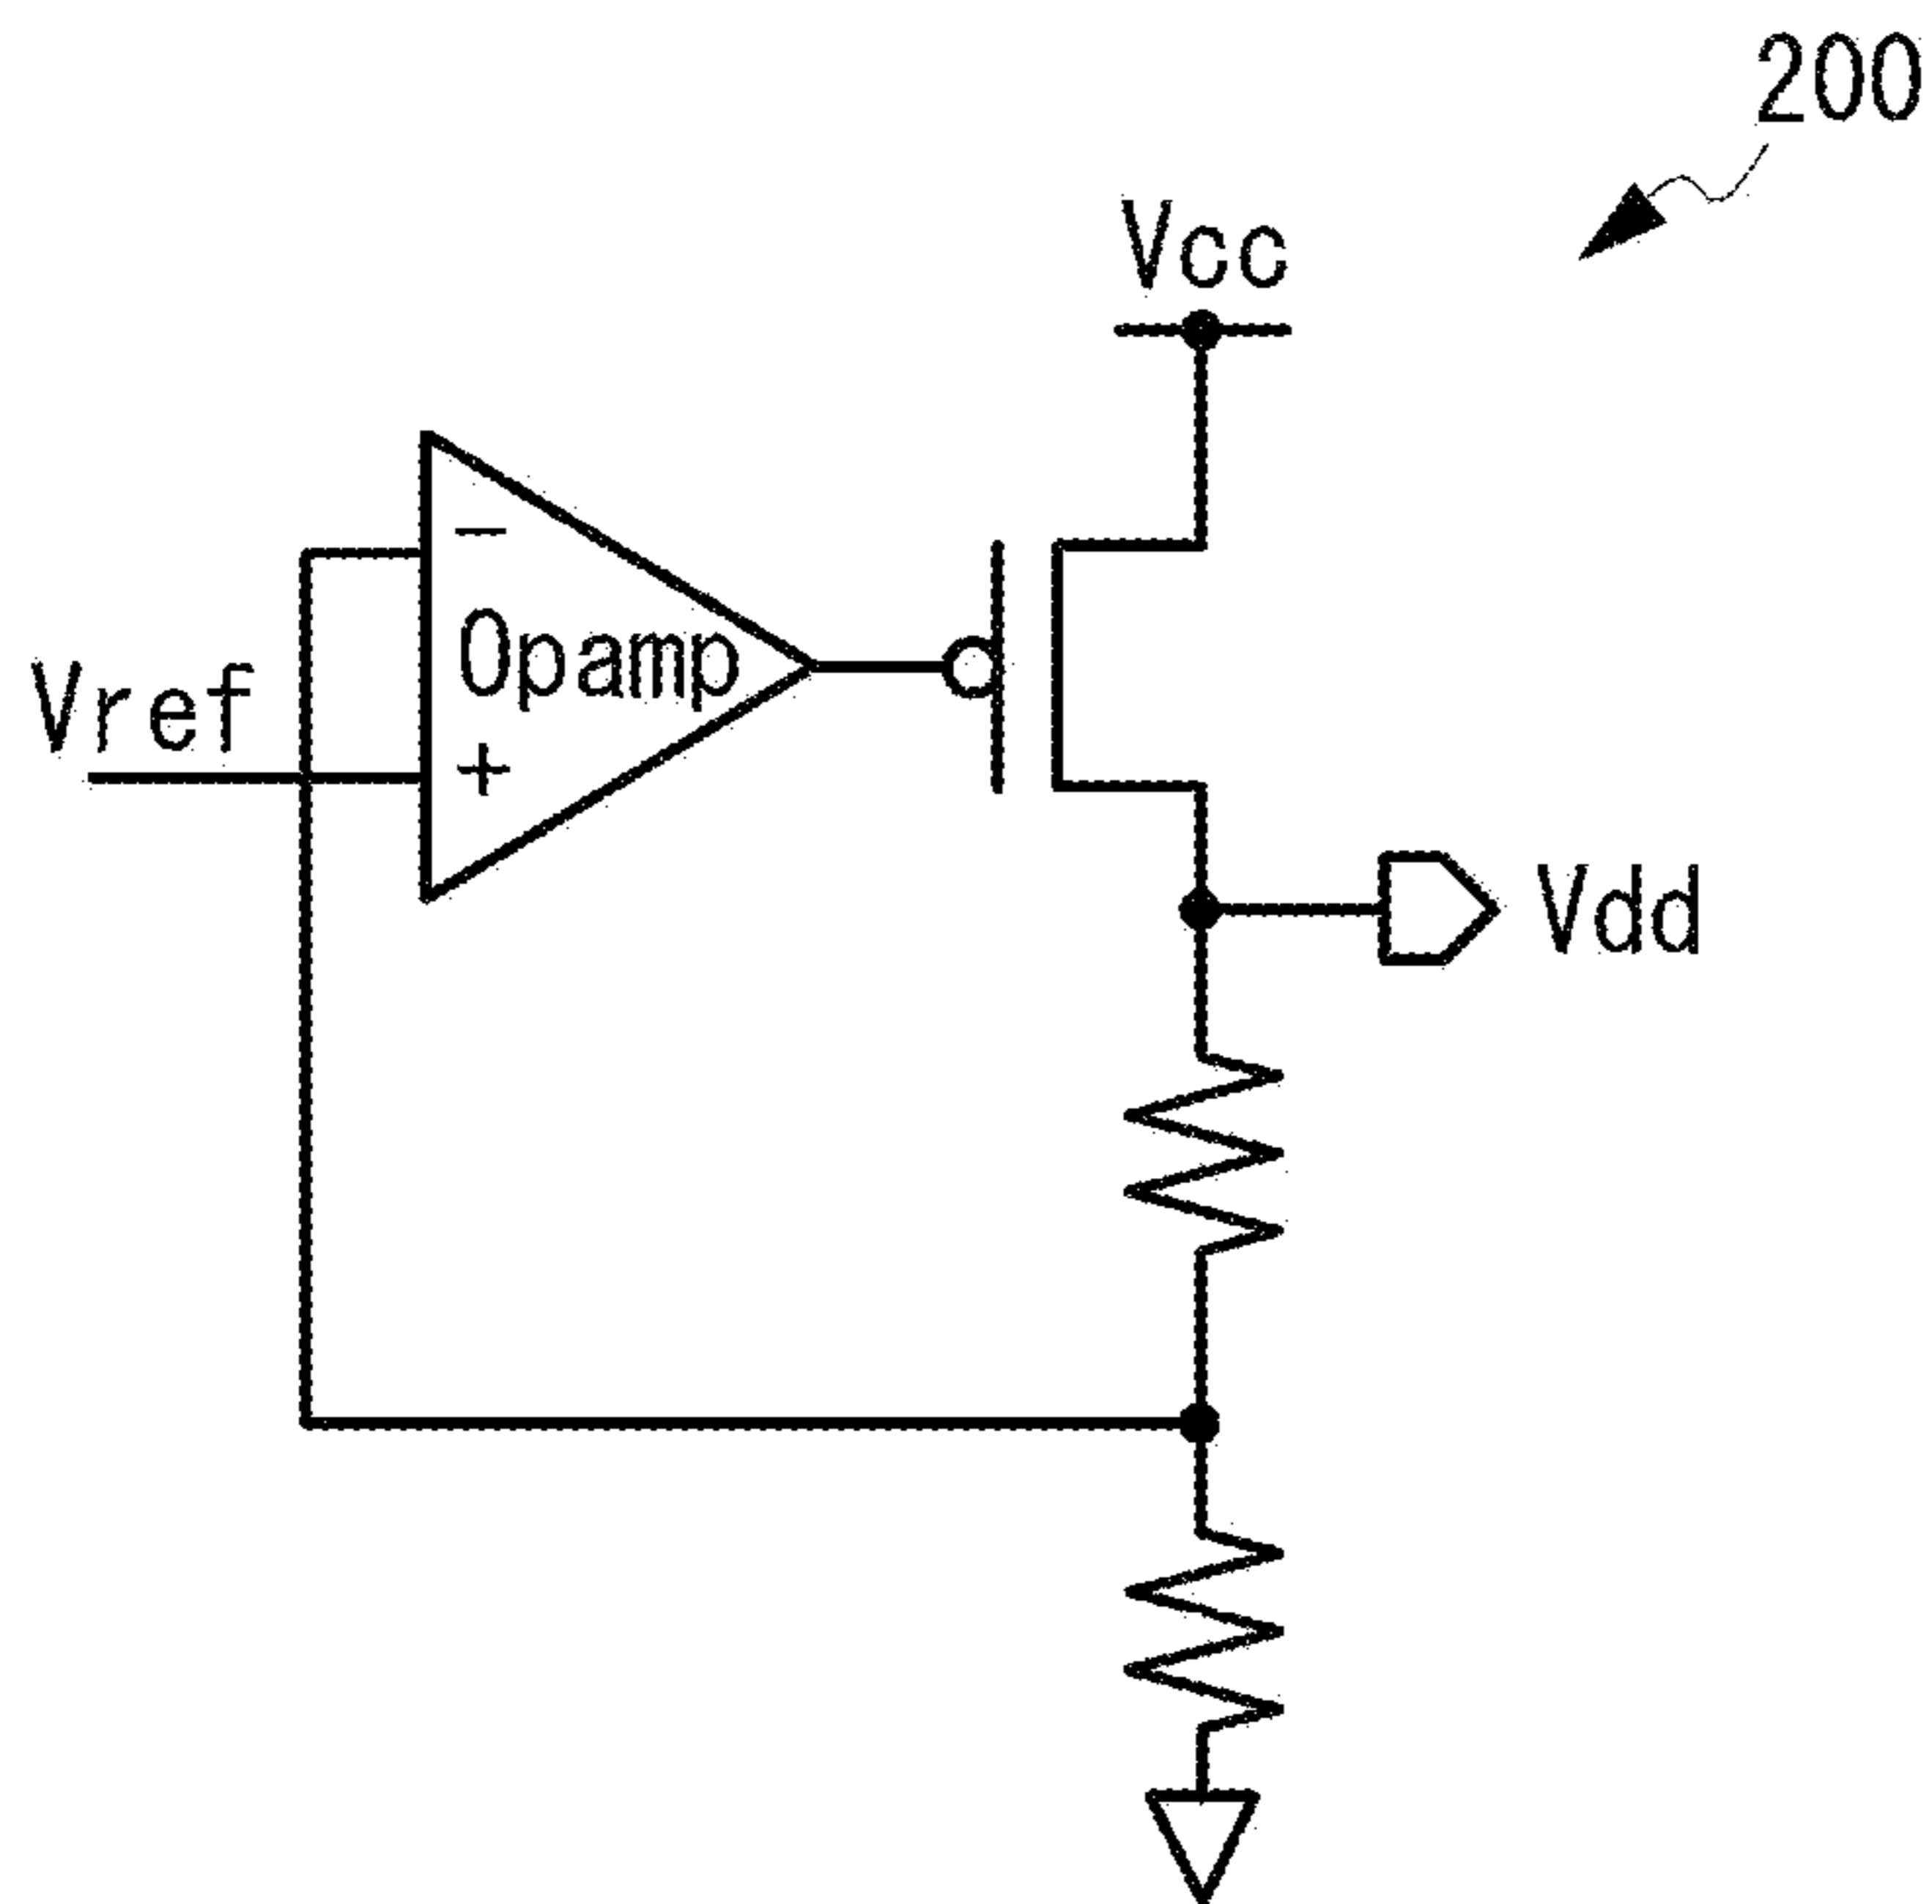 200
Vcc
−
Opamp
Vref
+
Vdd